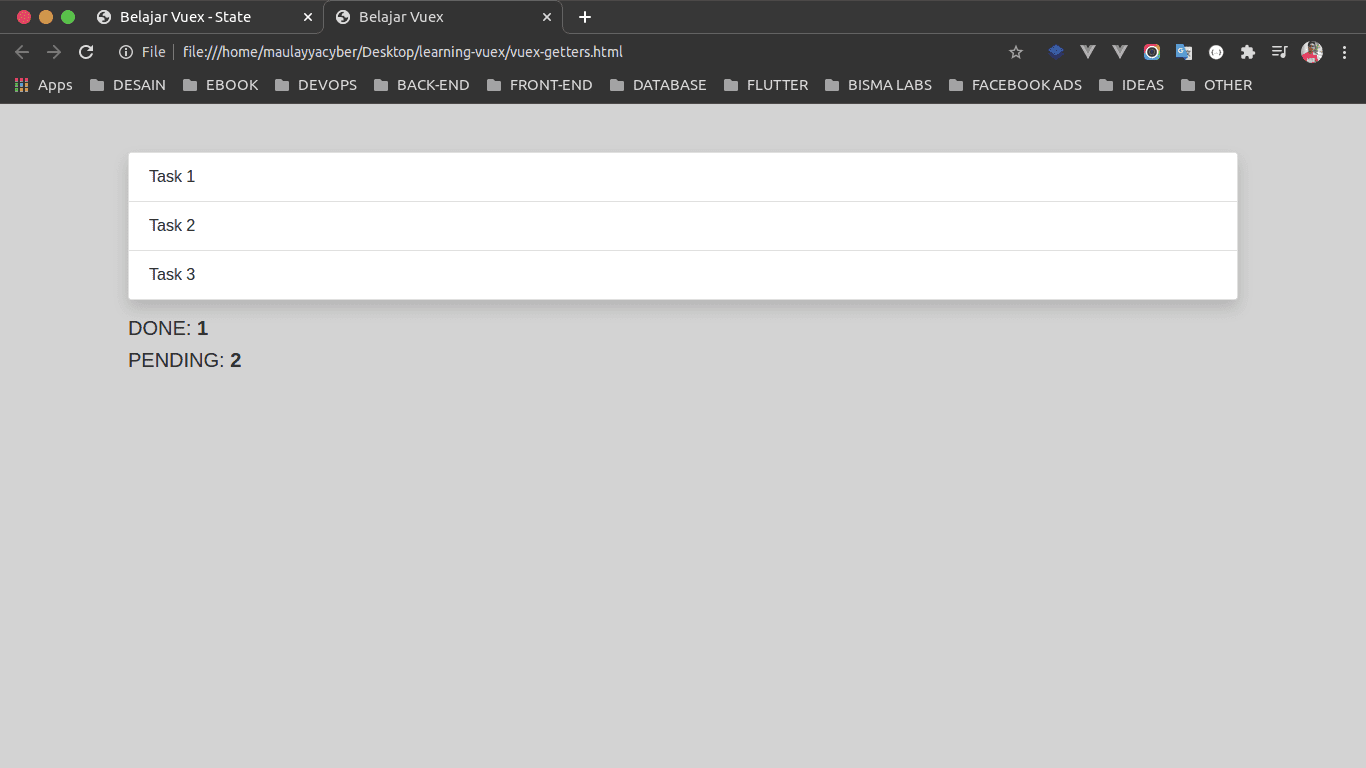 Belajar Vuex - State
Belajar Vuex
File file:///home/maulayyacyber/Desktop/learning-vuex/vuex-getters.html
Apps DESAIN EBOOK DEVOPS BACK-END FRONT-END DATABASE FLUTTER BISMA LABS FACEBOOK ADS IDEAS OTHER
Task 1
Task 2
Task 3
DONE: 1
PENDING: 2